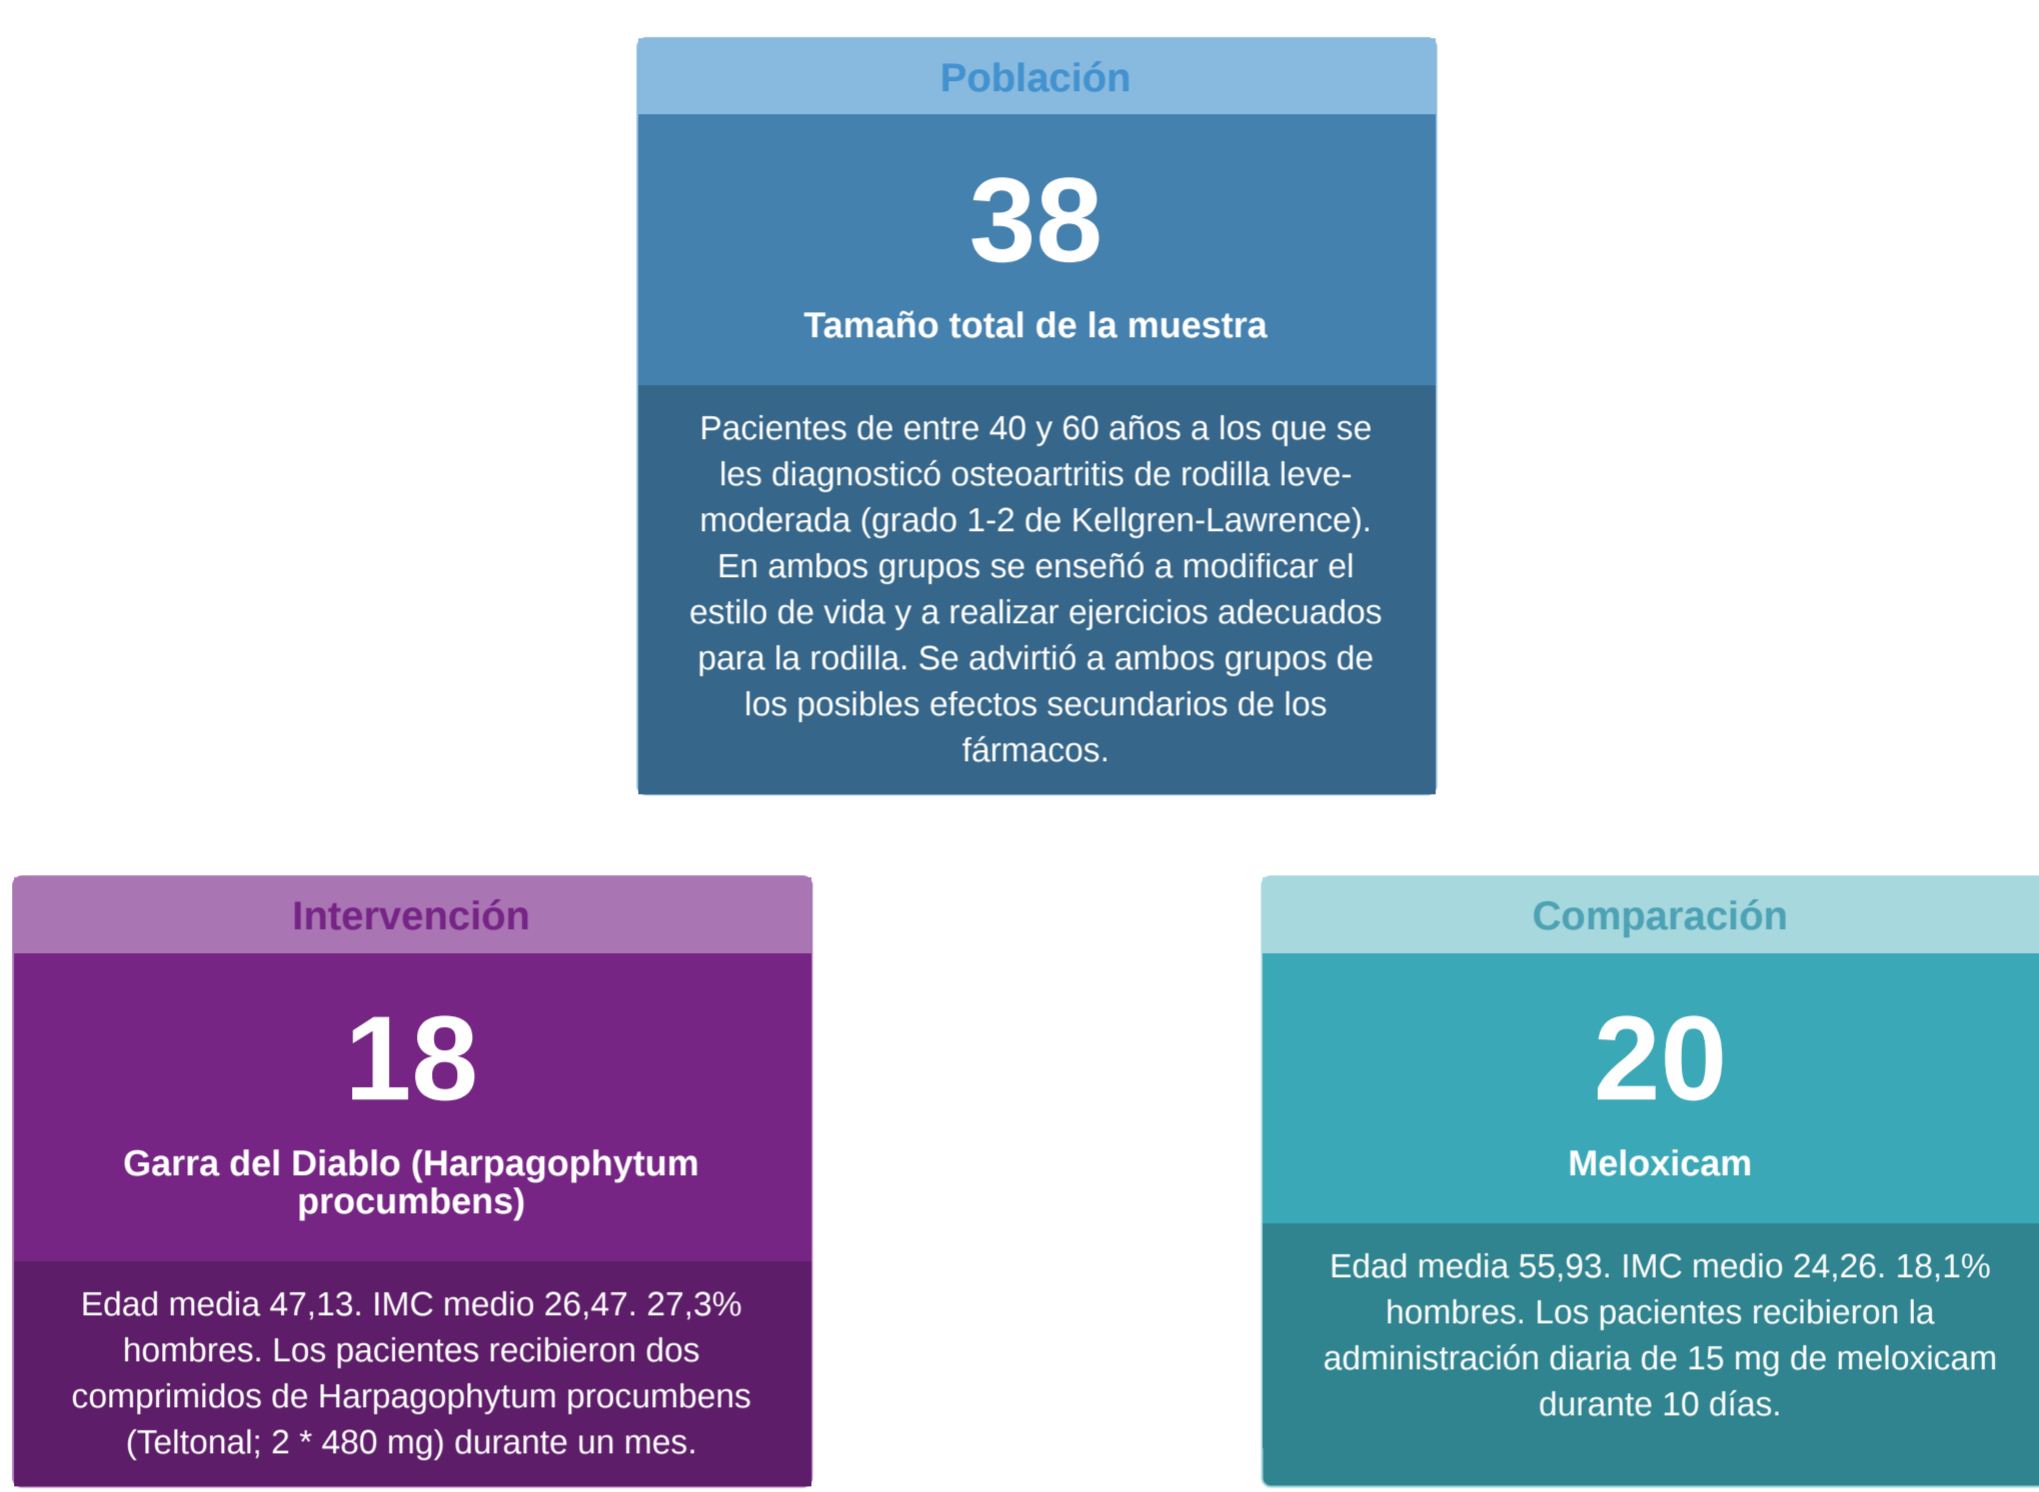 Población
38
Tamaño total de la muestra
Pacientes de entre 40 y 60 años a los que se
les diagnosticó osteoartritis de rodilla leve-
moderada (grado 1-2 de Kellgren-Lawrence).
En ambos grupos se enseñó a modificar el
estilo de vida y a realizar ejercicios adecuados
para la rodilla. Se advirtió a ambos grupos de
los posibles efectos secundarios de los
fármacos.
Intervención
18
Garra del Diablo (Harpagophytum
procumbens)
Edad media 47,13. IMC medio 26,47. 27,3%
hombres. Los pacientes recibieron dos
comprimidos de Harpagophytum procumbens
(Teltonal; 2 * 480 mg) durante un mes.
Comparación
20
Meloxicam
Edad media 55,93. IMC medio 24,26. 18,1%
hombres. Los pacientes recibieron la
administración diaria de 15 mg de meloxicam
durante 10 días.